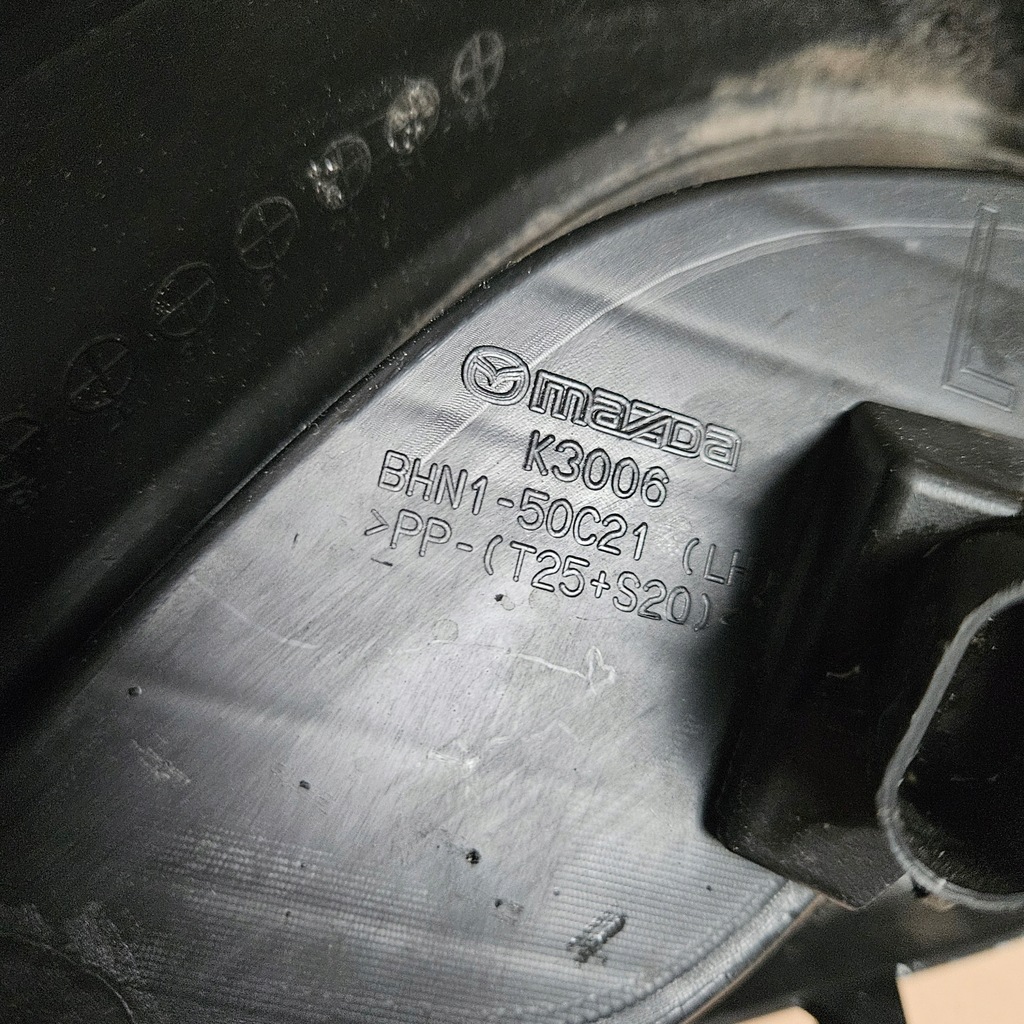 mazda
K3006
BHN1-50C21 (LH
>PP-(T25+S20)<
L